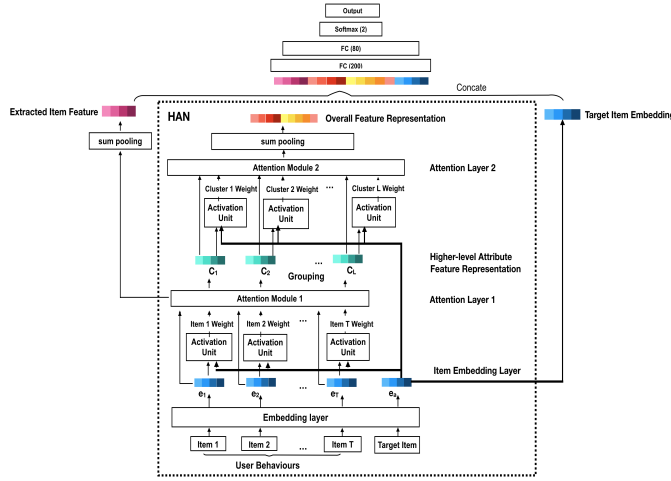 Output
Softmax (2)
FC (80)
FC (200)
Concate
Extracted Item Feature
Target Item Embedding
HAN
Overall Feature Representation
sum pooling
sum pooling
Attention Module 2
Attention Layer 2
Cluster 1 Weight
Cluster 2 Weight
...
Cluster L Weight
Activation
Unit
Activation
Unit
Activation
Unit
Higher-level Attribute
Feature Representation
C1
C2
...
CL
Grouping
Attention Module 1
Attention Layer 1
Item 1 Weight
Item 2 Weight
...
Item T Weight
Activation
Unit
Activation
Unit
Activation
Unit
Item Embedding Layer
e1
e2
...
eT
ea
Embedding layer
Item 1
Item 2
...
Item T
Target Item
User Behaviours